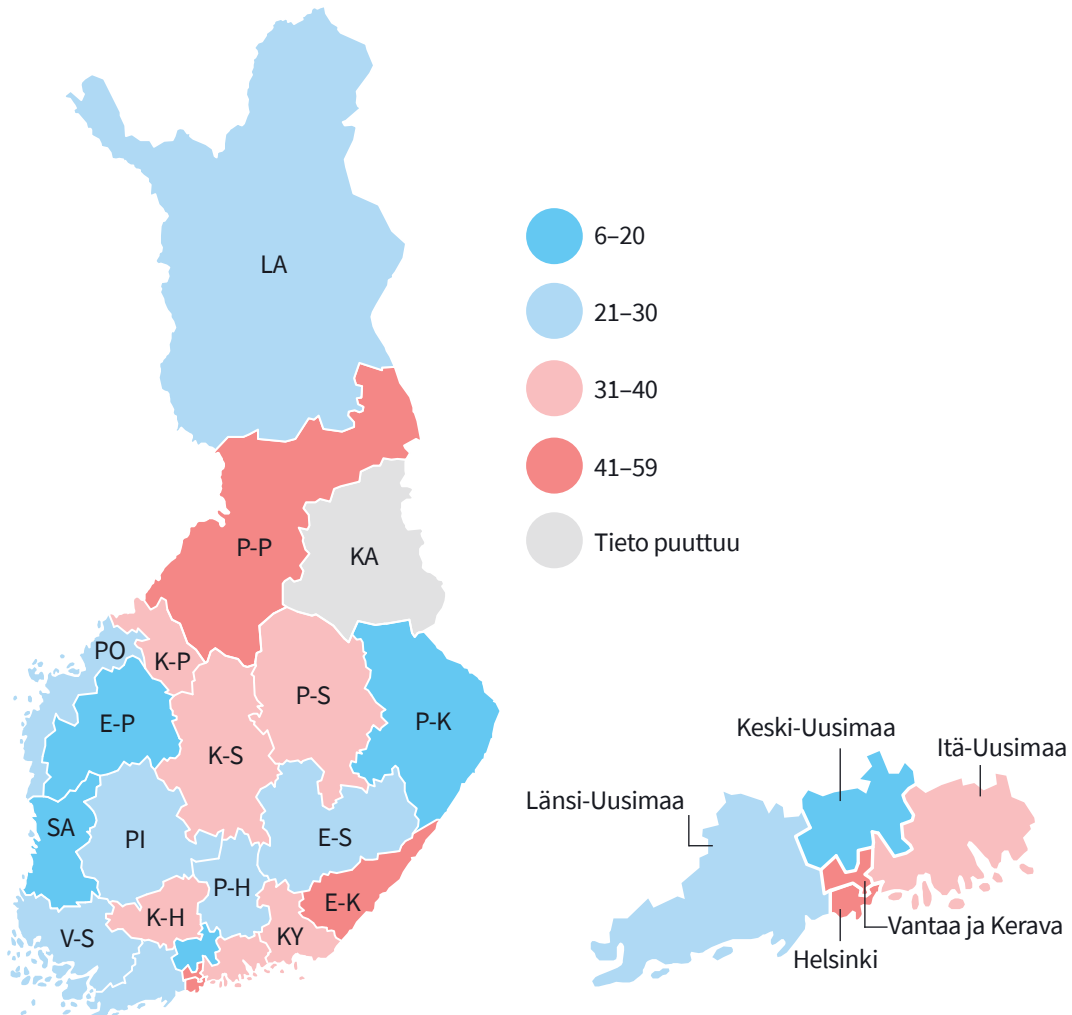 LA
P-P
KA
PO
K-P
E-P
K-S
P-S
P-K
SA
PI
E-S
P-H
E-K
K-H
V-S
KY
6–20
21–30
31–40
41–59
Tieto puuttuu
Keski-Uusimaa
Itä-Uusimaa
Länsi-Uusimaa
Vantaa ja Kerava
Helsinki